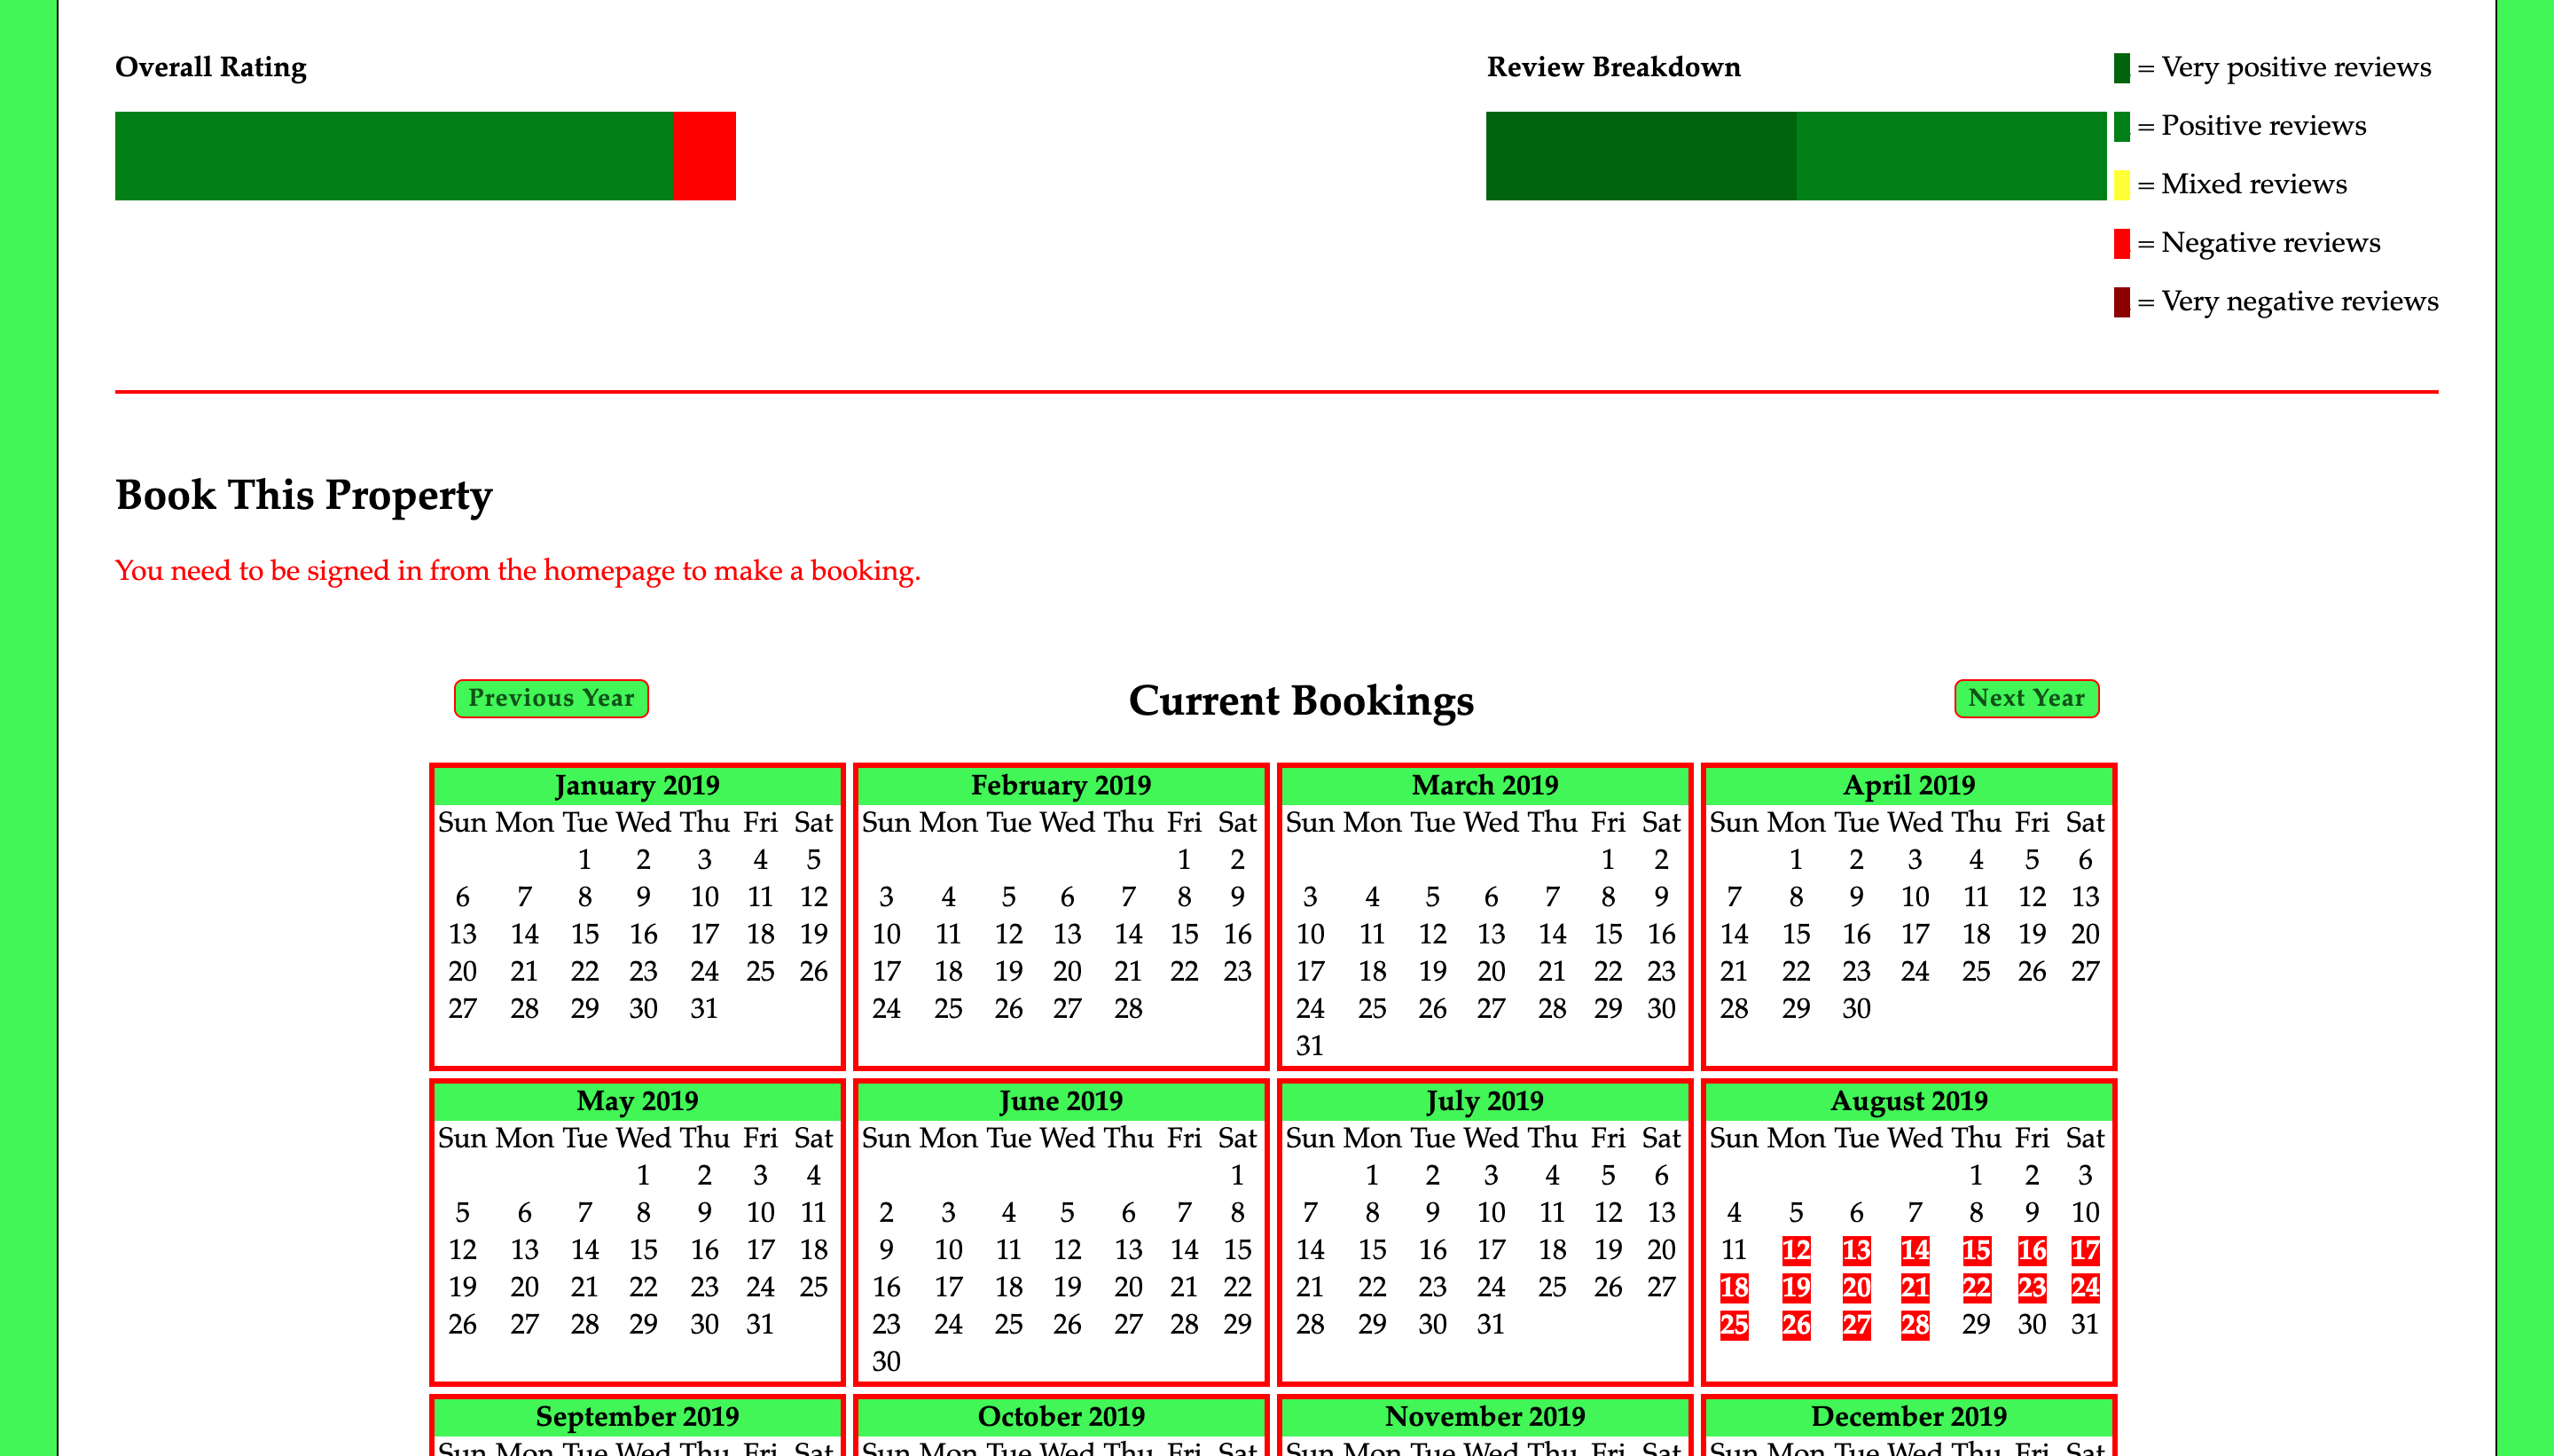 Overall Rating
Review Breakdown
= Very positive reviews
= Positive reviews
= Mixed reviews
= Negative reviews
= Very negative reviews
Book This Property
You need to be signed in from the homepage to make a booking.
Previous Year Current Bookings Next Year
January 2019
Sun Mon Tue Wed Thu Fri Sat
1 2 3 4 5
6 7 8 9 10 11 12
13 14 15 16 17 18 19
20 21 22 23 24 25 26
27 28 29 30 31
February 2019
Sun Mon Tue Wed Thu Fri Sat
1 2
3 4 5 6 7 8 9
10 11 12 13 14 15 16
17 18 19 20 21 22 23
24 25 26 27 28
March 2019
Sun Mon Tue Wed Thu Fri Sat
1 2
3 4 5 6 7 8 9
10 11 12 13 14 15 16
17 18 19 20 21 22 23
24 25 26 27 28 29 30
31
April 2019
Sun Mon Tue Wed Thu Fri Sat
1 2 3 4 5 6
7 8 9 10 11 12 13
14 15 16 17 18 19 20
21 22 23 24 25 26 27
28 29 30
May 2019
Sun Mon Tue Wed Thu Fri Sat
1 2 3 4
5 6 7 8 9 10 11
12 13 14 15 16 17 18
19 20 21 22 23 24 25
26 27 28 29 30 31
June 2019
Sun Mon Tue Wed Thu Fri Sat
1
2 3 4 5 6 7 8
9 10 11 12 13 14 15
16 17 18 19 20 21 22
23 24 25 26 27 28 29
30
July 2019
Sun Mon Tue Wed Thu Fri Sat
1 2 3 4 5 6
7 8 9 10 11 12 13
14 15 16 17 18 19 20
21 22 23 24 25 26 27
28 29 30 31
August 2019
Sun Mon Tue Wed Thu Fri Sat
1 2 3
4 5 6 7 8 9 10
11 12 13 14 15 16 17
18 19 20 21 22 23 24
25 26 27 28 29 30 31
September 2019
Sun Mon Tue Wed Thu Fri Sat
October 2019
Sun Mon Tue Wed Thu Fri Sat
November 2019
Sun Mon Tue Wed Thu Fri Sat
December 2019
Sun Mon Tue Wed Thu Fri Sat